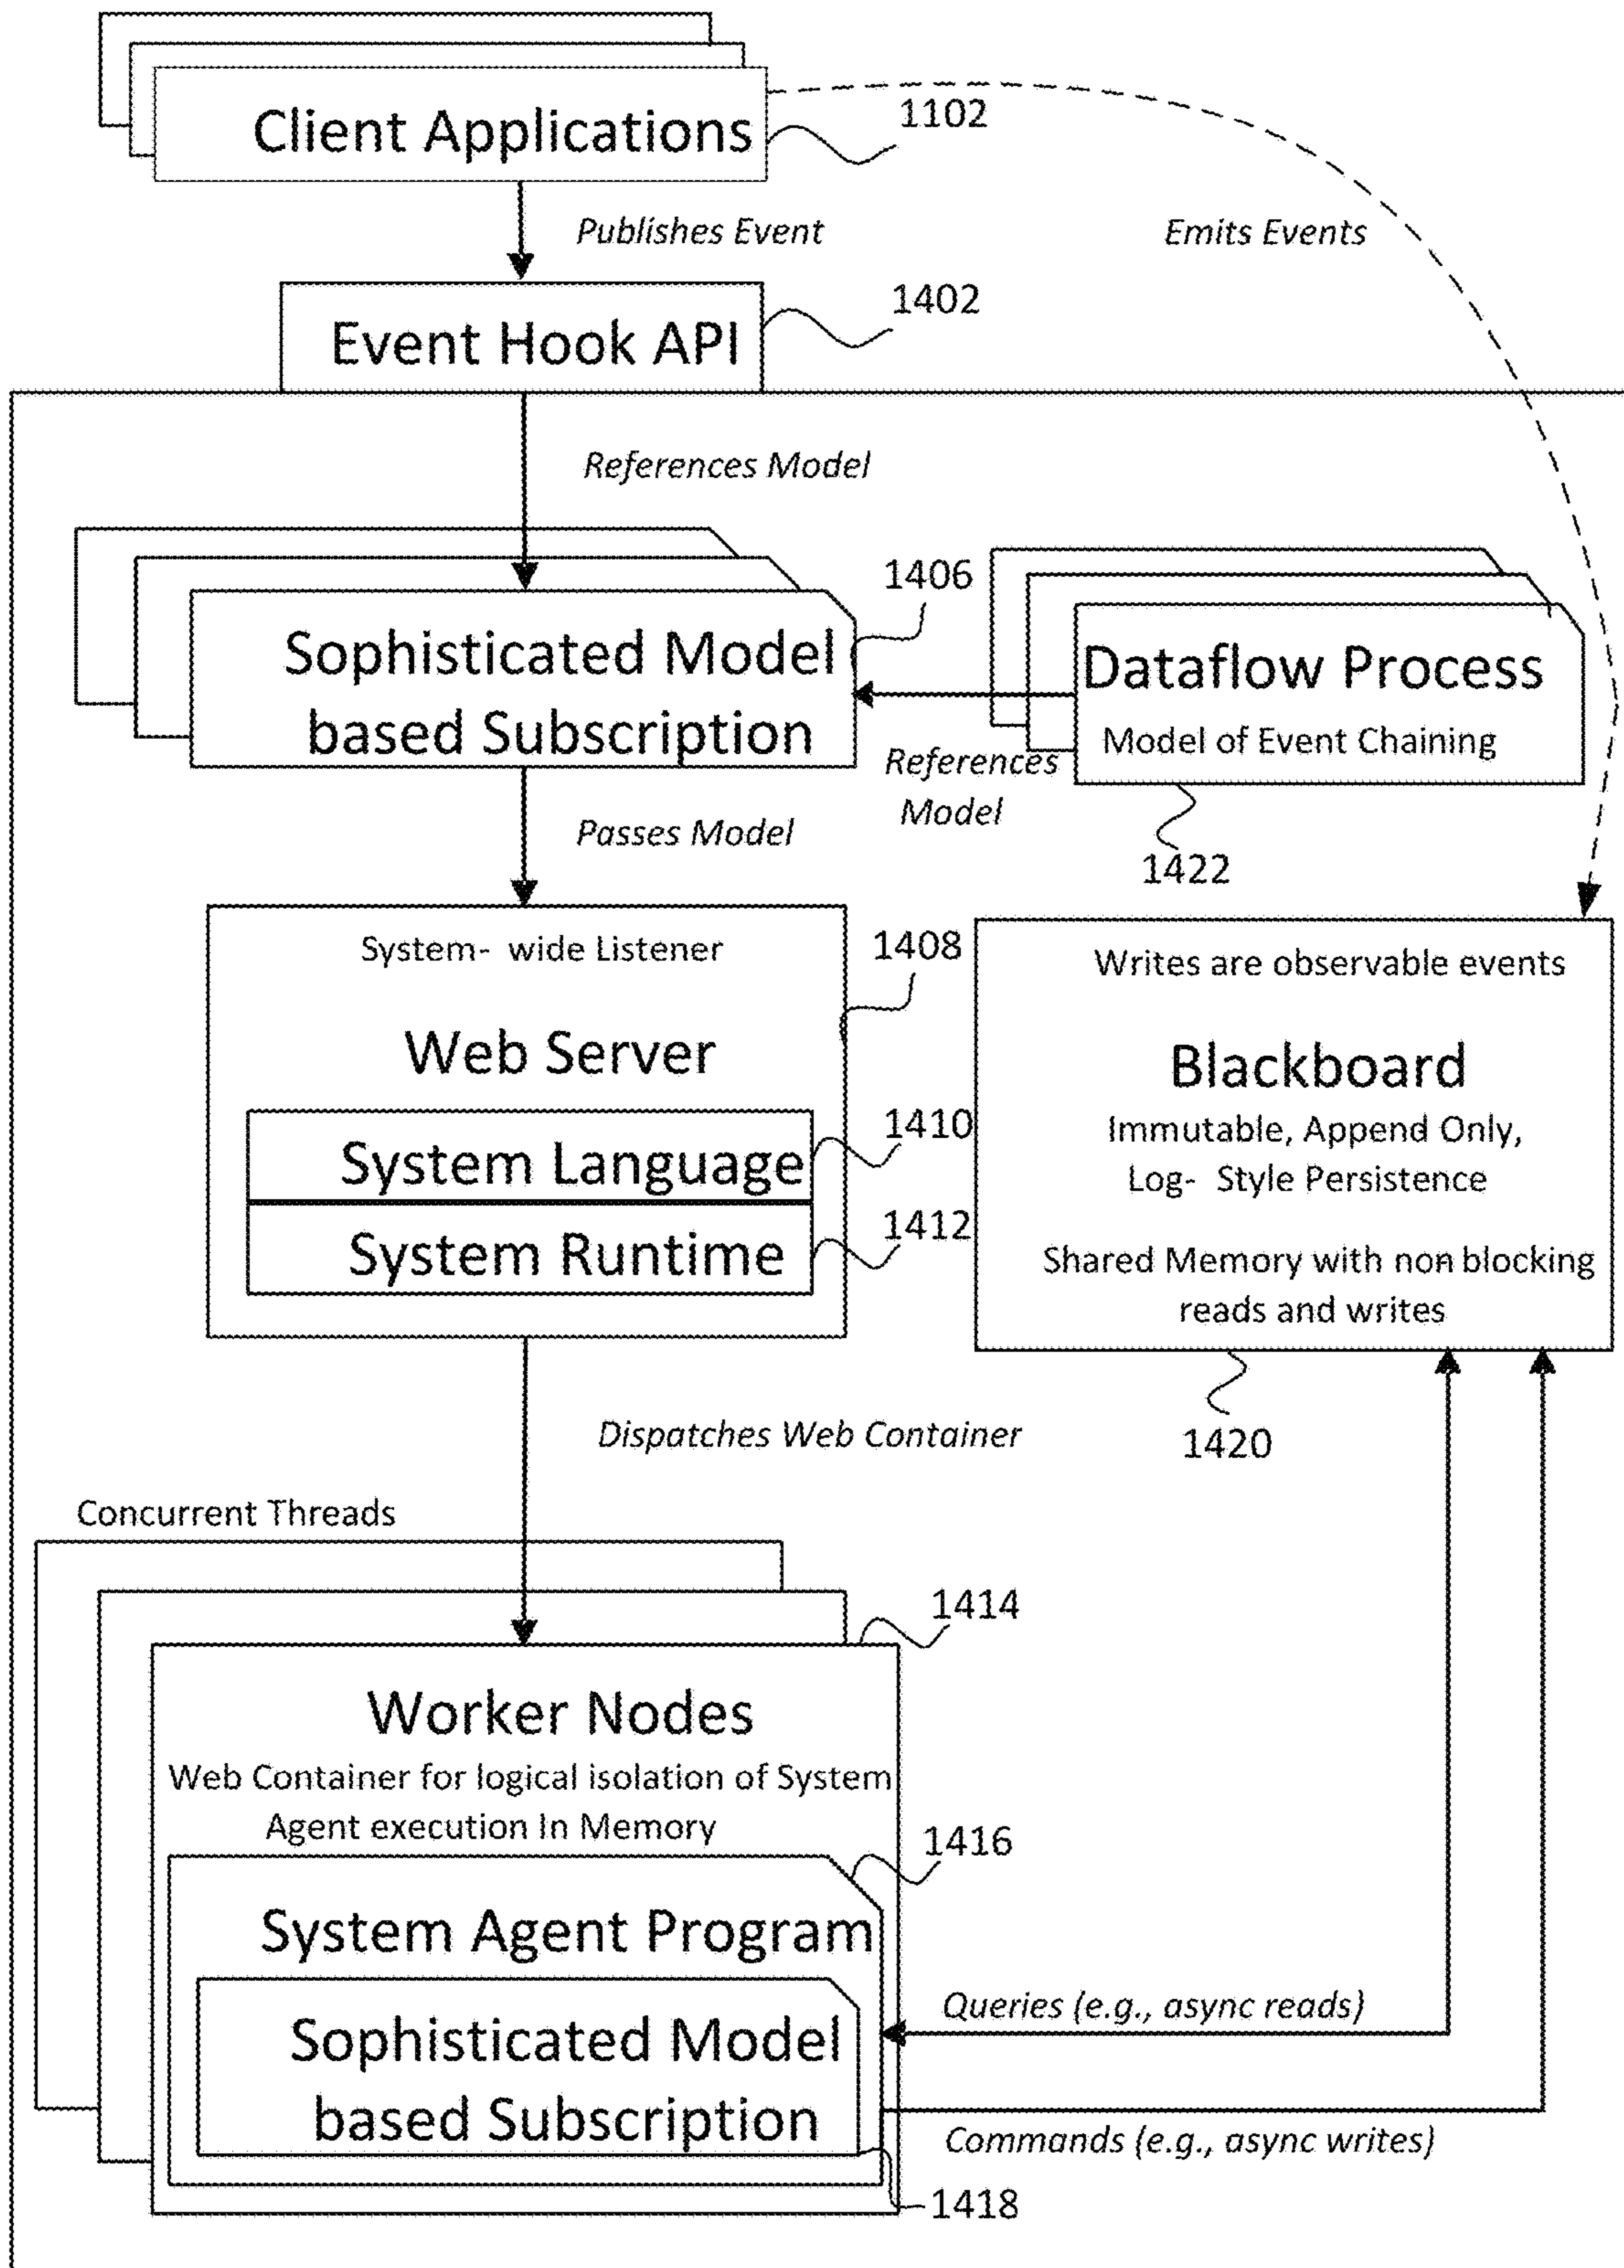 Client Applications
1102
Publishes Event
Emits Events
1402
Event Hook API
References Model
1406
Sophisticated Model
based Subscription
Dataflow Process
Model of Event Chaining
References
Model
Passes Model
1422
System- wide Listener
1408
Web Server
1410
System Language
1412
System Runtime
Writes are observable events
Blackboard
Immutable, Append Only,
Log- Style Persistence
Shared Memory with non blocking
reads and writes
1420
Dispatches Web Container
Concurrent Threads
1414
Worker Nodes
Web Container for logical isolation of System
Agent execution In Memory
1416
System Agent Program
Sophisticated Model
based Subscription
Queries (e.g., async reads)
Commands (e.g., async writes)
1418